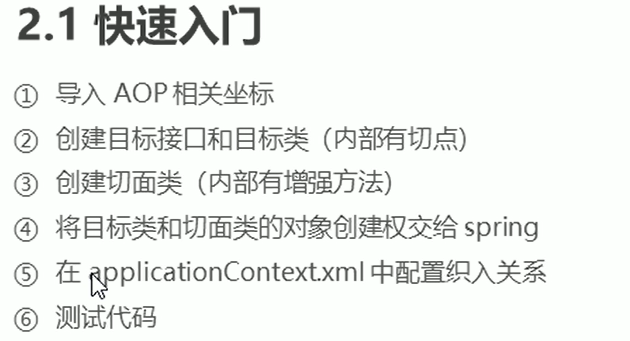 2.1 快速入门
① 导入 AOP 相关坐标
② 创建目标接口和目标类（内部有切点）
③ 创建切面类（内部有增强方法）
④ 将目标类和切面类的对象创建权交给 spring
⑤ 在 applicationContext.xml 中配置织入关系
⑥ 测试代码